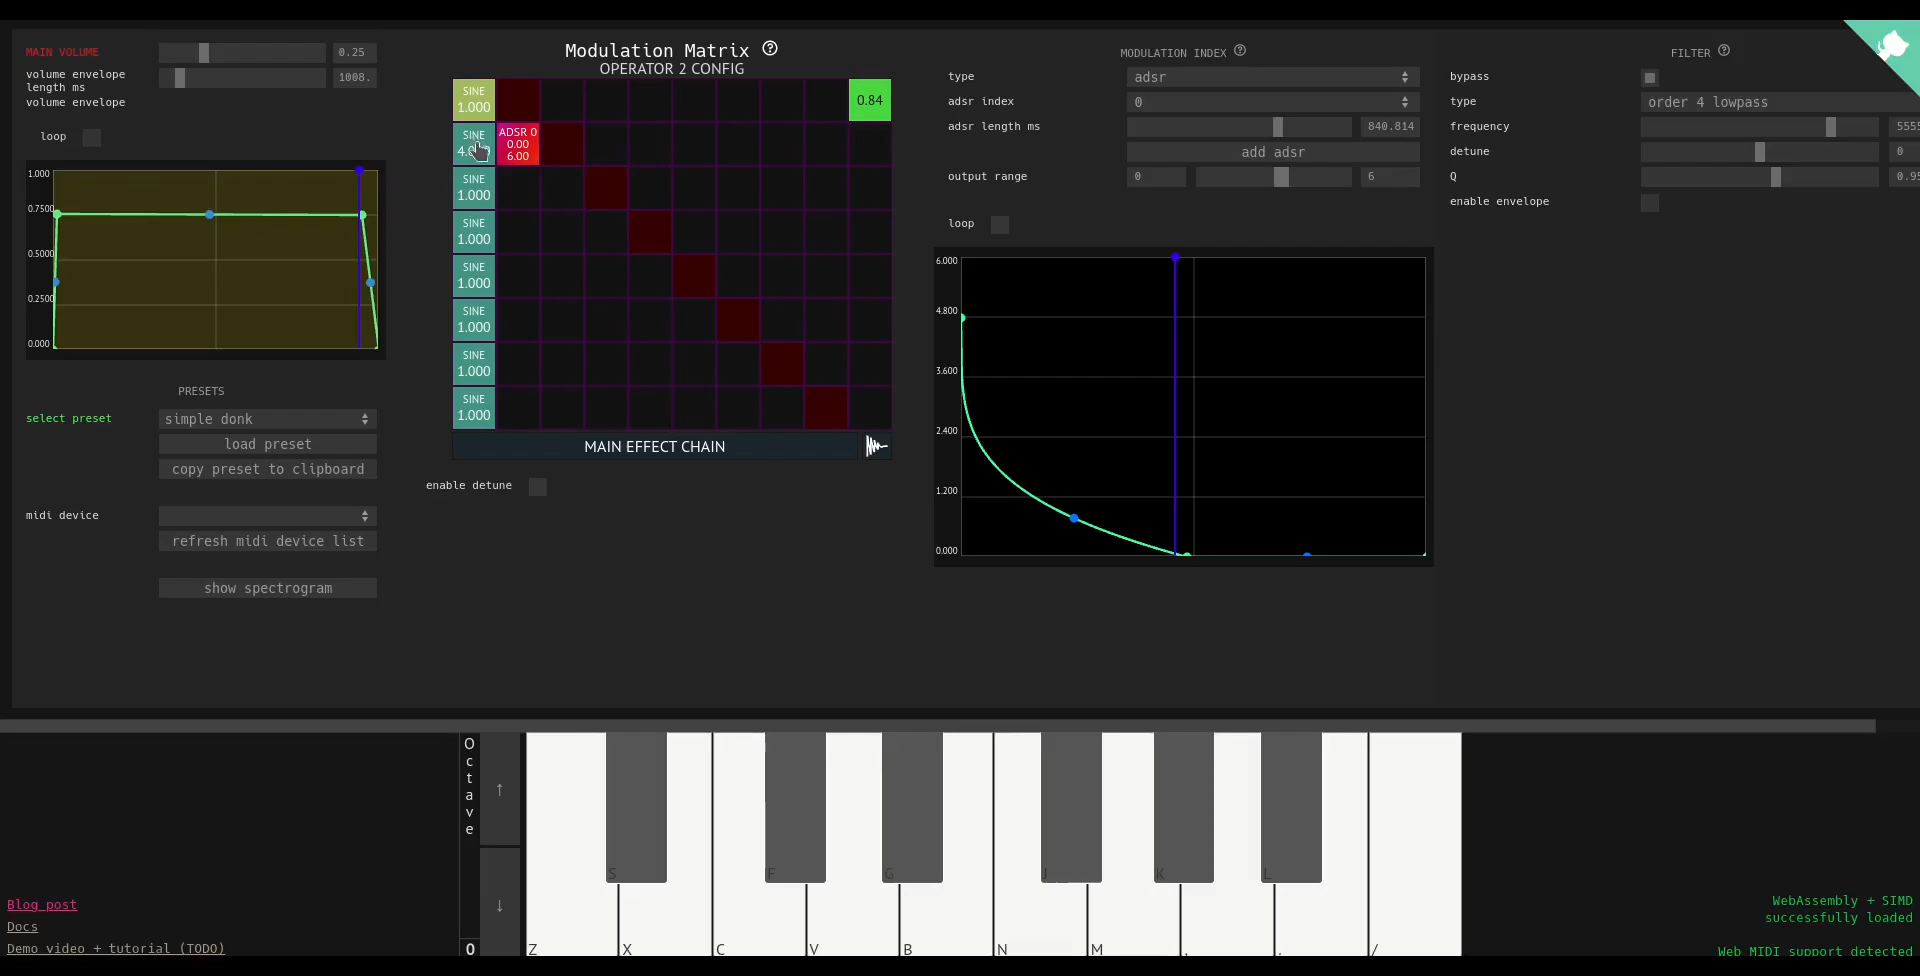 MAIN VOLUME
0.25
volume envelope
length ms
1008.
volume envelope
loop
1.000
0.7500
0.5000
0.2500
0.000
PRESETS
select preset
simple donk
load preset
copy preset to clipboard
midi device
refresh midi device list
show spectrogram
Modulation Matrix
OPERATOR 2 CONFIG
SINE
1.000
0.84
SINE
ADSR 0
0.00
6.00
SINE
1.000
SINE
1.000
SINE
1.000
SINE
1.000
SINE
1.000
SINE
1.000
MAIN EFFECT CHAIN
enable detune
MODULATION INDEX
type
adsr
adsr index
0
adsr length ms
840.814
add adsr
output range
0
6
loop
6.000
4.800
3.600
2.400
1.200
0.000
FILTER
bypass
type
order 4 lowpass
frequency
5555
detune
0
Q
0.95
enable envelope
Octave
↑
↓
0
S
F
G
J
K
L
Z
X
C
V
B
N
M
/
Blog post
Docs
Demo video + tutorial (TODO)
WebAssembly + SIMD
successfully loaded
Web MIDI support detected